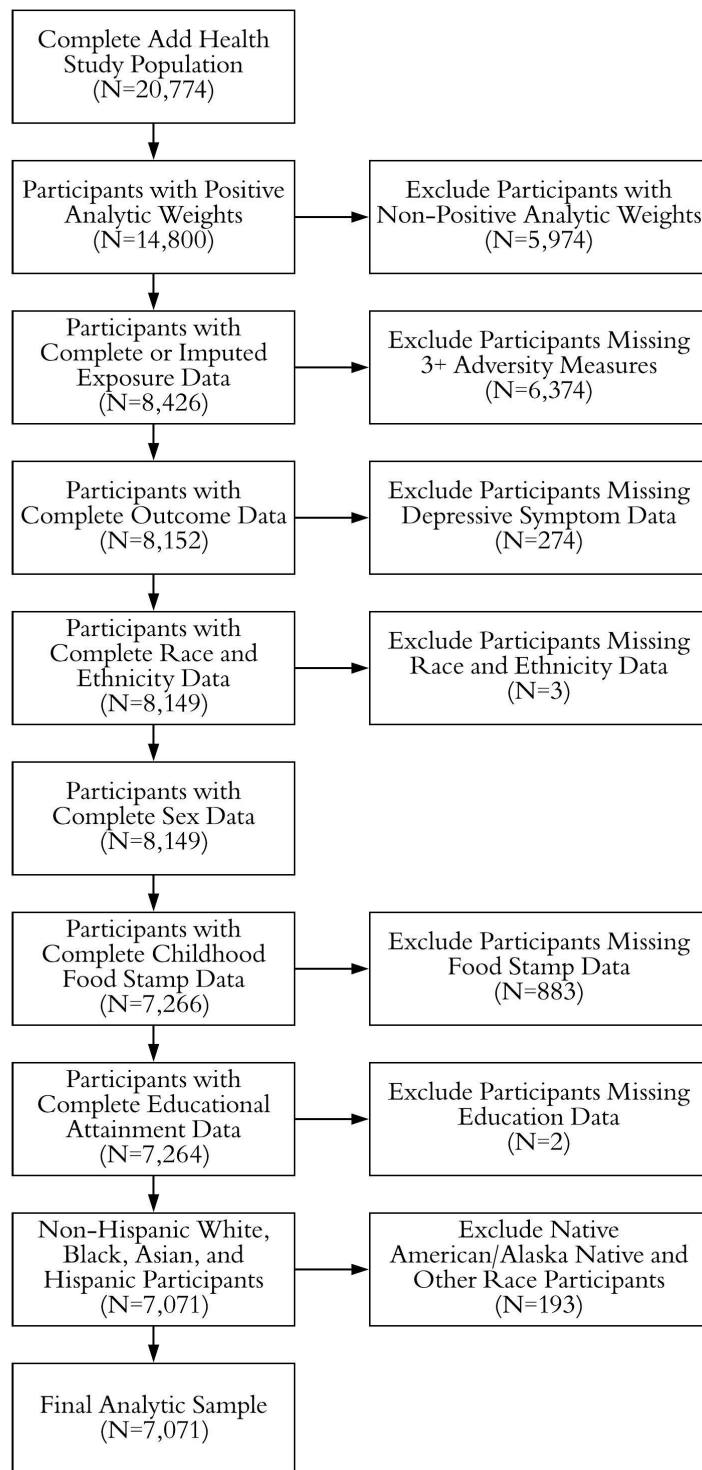 Complete Add Health
Study Population
(N=20,774)
Participants with Positive
Analytic Weights
(N=14,800)
Exclude Participants with
Non-Positive Analytic Weights
(N=5,974)
Participants with
Complete or Imputed
Exposure Data
(N=8,426)
Exclude Participants Missing
3+ Adversity Measures
(N=6,374)
Participants with
Complete Outcome Data
(N=8,152)
Exclude Participants Missing
Depressive Symptom Data
(N=274)
Participants with
Complete Race and
Ethnicity Data
(N=8,149)
Exclude Participants Missing
Race and Ethnicity Data
(N=3)
Participants with
Complete Sex Data
(N=8,149)
Participants with
Complete Childhood
Food Stamp Data
(N=7,266)
Exclude Participants Missing
Food Stamp Data
(N=883)
Participants with
Complete Educational
Attainment Data
(N=7,264)
Exclude Participants Missing
Education Data
(N=2)
Non-Hispanic White,
Black, Asian, and
Hispanic Participants
(N=7,071)
Exclude Native
American/Alaska Native and
Other Race Participants
(N=193)
Final Analytic Sample
(N=7,071)